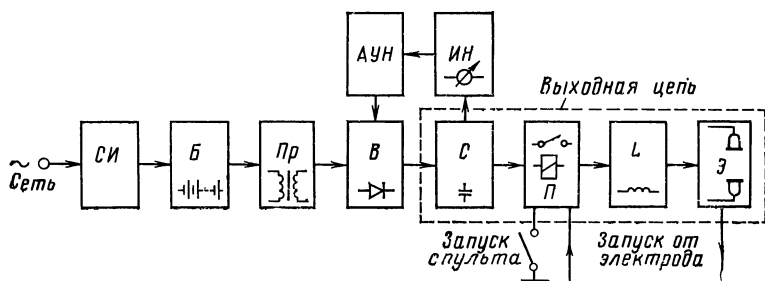 АУН
ИН
Выходная цепь
СИ
Б
Пр
В
С
П
L
Э
~
Сеть
Запуск
с пульта
Запуск от
электрода